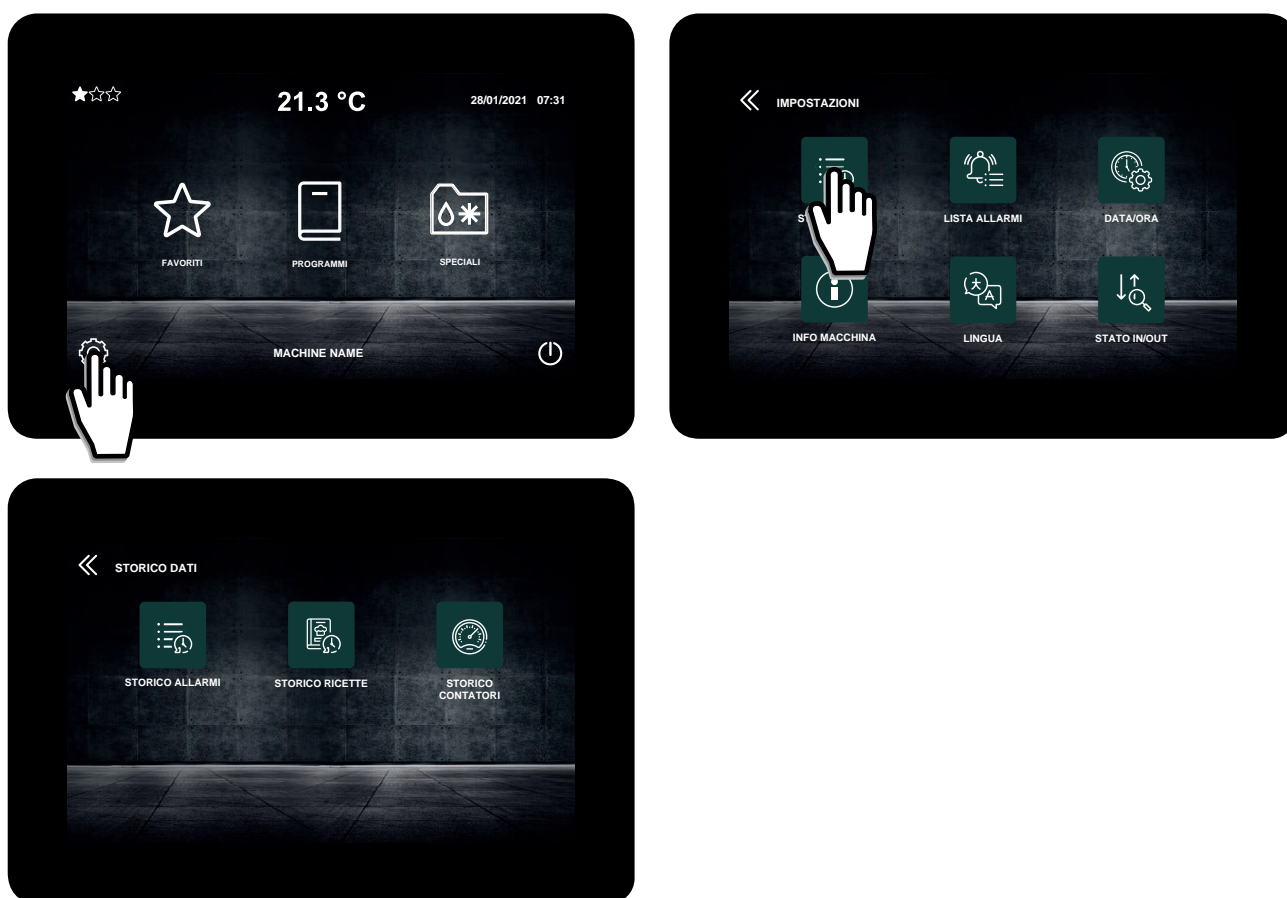 21.3 °C
28/01/2021 07:31
FAVORITI
PROGRAMMI
SPECIALI
MACHINE NAME
IMPOSTAZIONI
LISTA ALLARMI
DATA/ORA
INFO MACCHINA
LINGUA
STATO IN/OUT
STORICO DATI
STORICO ALLARMI
STORICO RICETTE
STORICO
CONTATORI